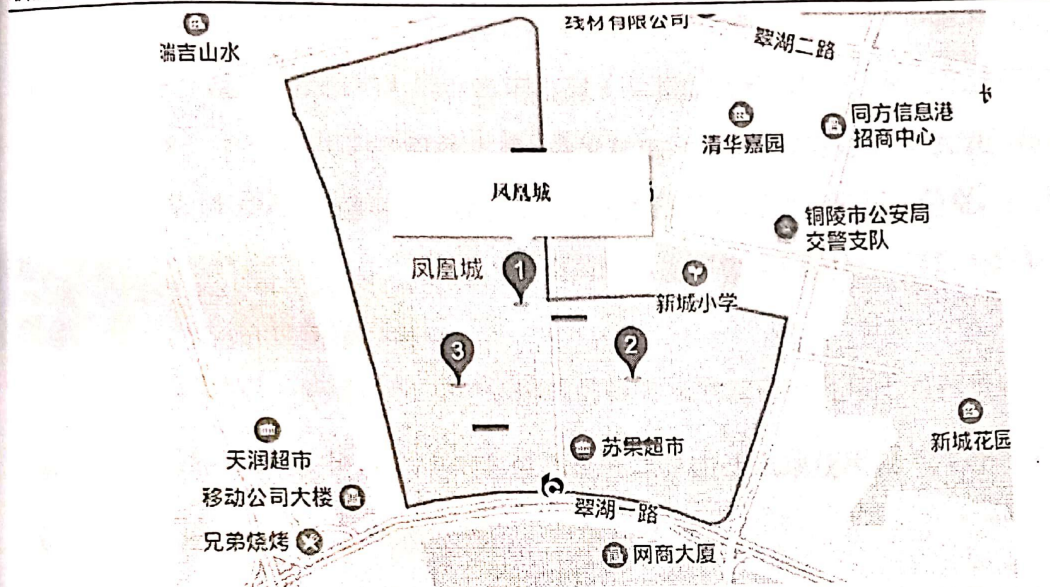 线材有限公司
翠湖二路
瑞吉山水
同方信息港
招商中心
清华嘉园
凤凰城
铜陵市公安局
交警支队
凤凰城
1
新城小学
3
2
新城花园
天润超市
苏果超市
移动公司大楼
翠湖一路
兄弟烧烤
网商大厦